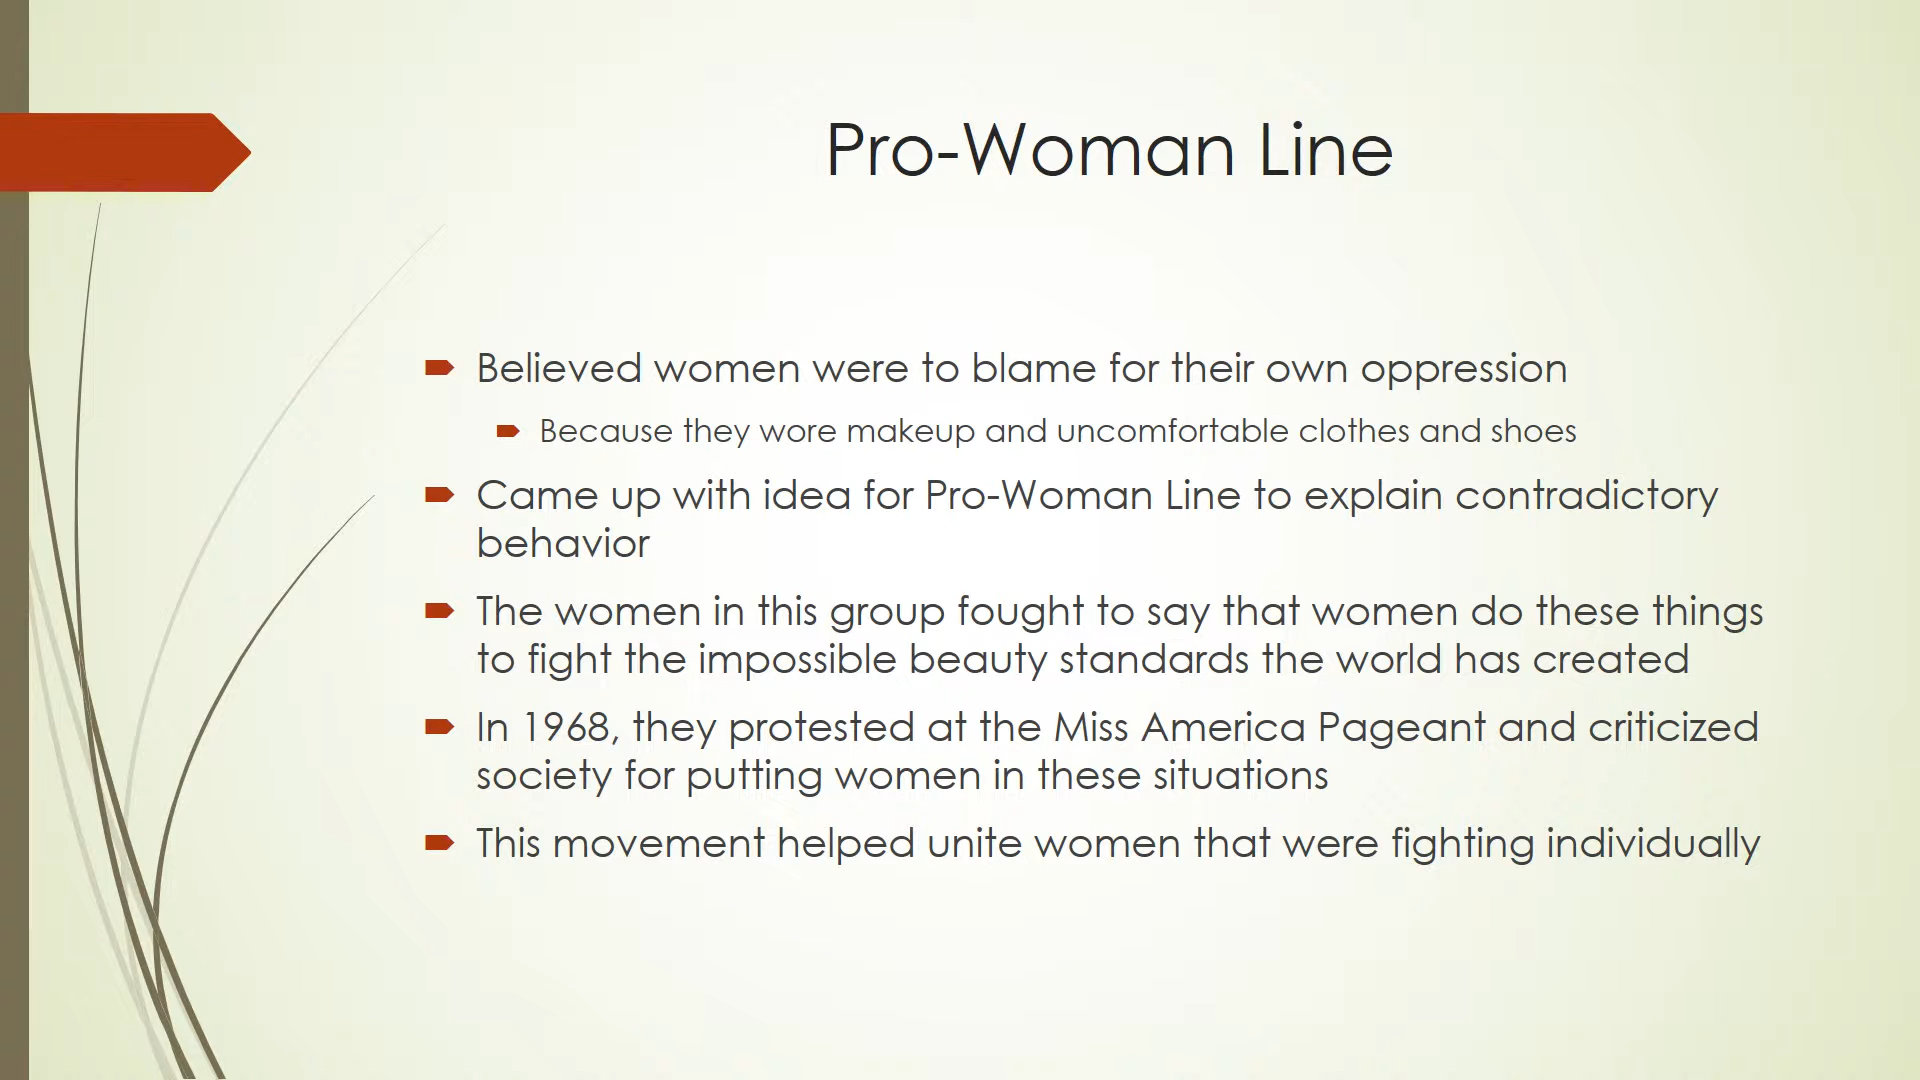 Pro-Woman Line
Believed women were to blame for their own oppression
Because they wore makeup and uncomfortable clothes and shoes
Came up with idea for Pro-Woman Line to explain contradictory
behavior
The women in this group fought to say that women do these things
to fight the impossible beauty standards the world has created
In 1968, they protested at the Miss America Pageant and criticized
society for putting women in these situations
This movement helped unite women that were fighting individually